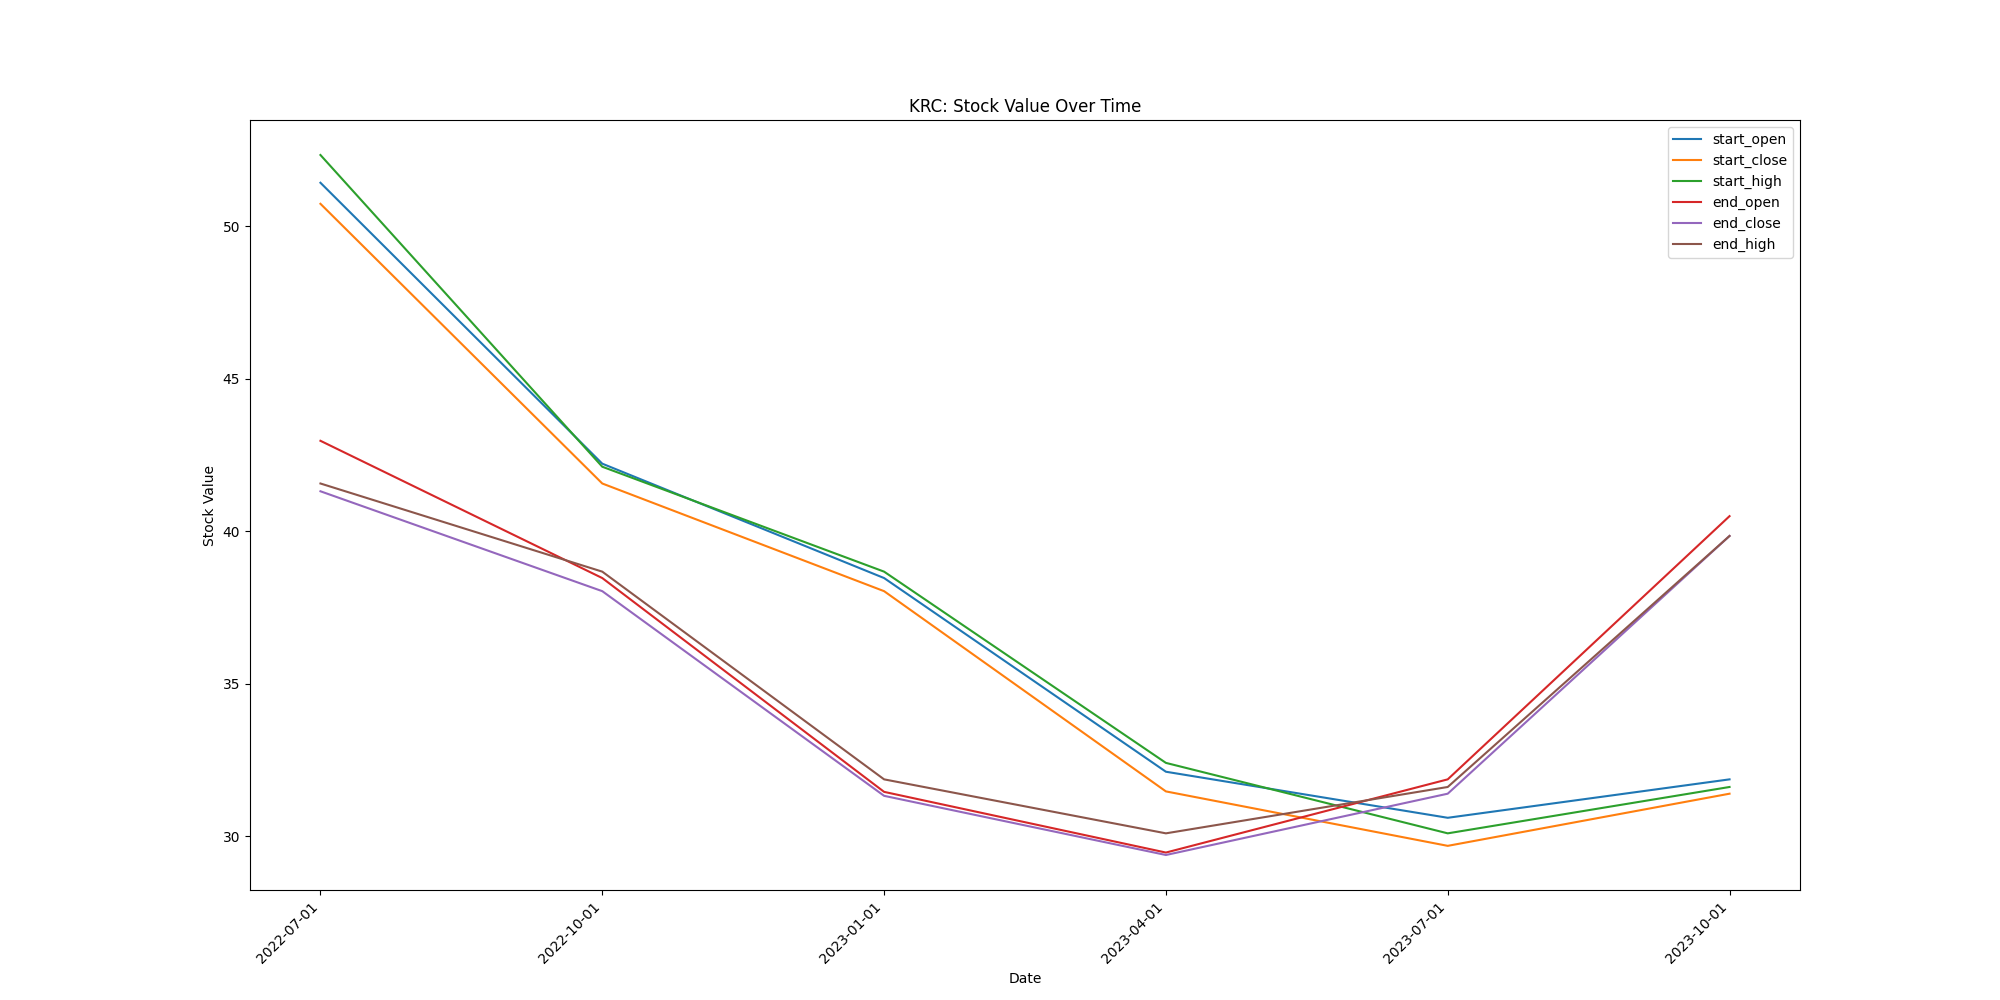 KRC: Stock Value Over Time
start_open
start_close
start_high
end_open
end_close
end_high
Stock Value
50
45
40
35
30
2022-07-01
2022-10-01
2023-01-01
2023-04-01
2023-07-01
2023-10-01
Date